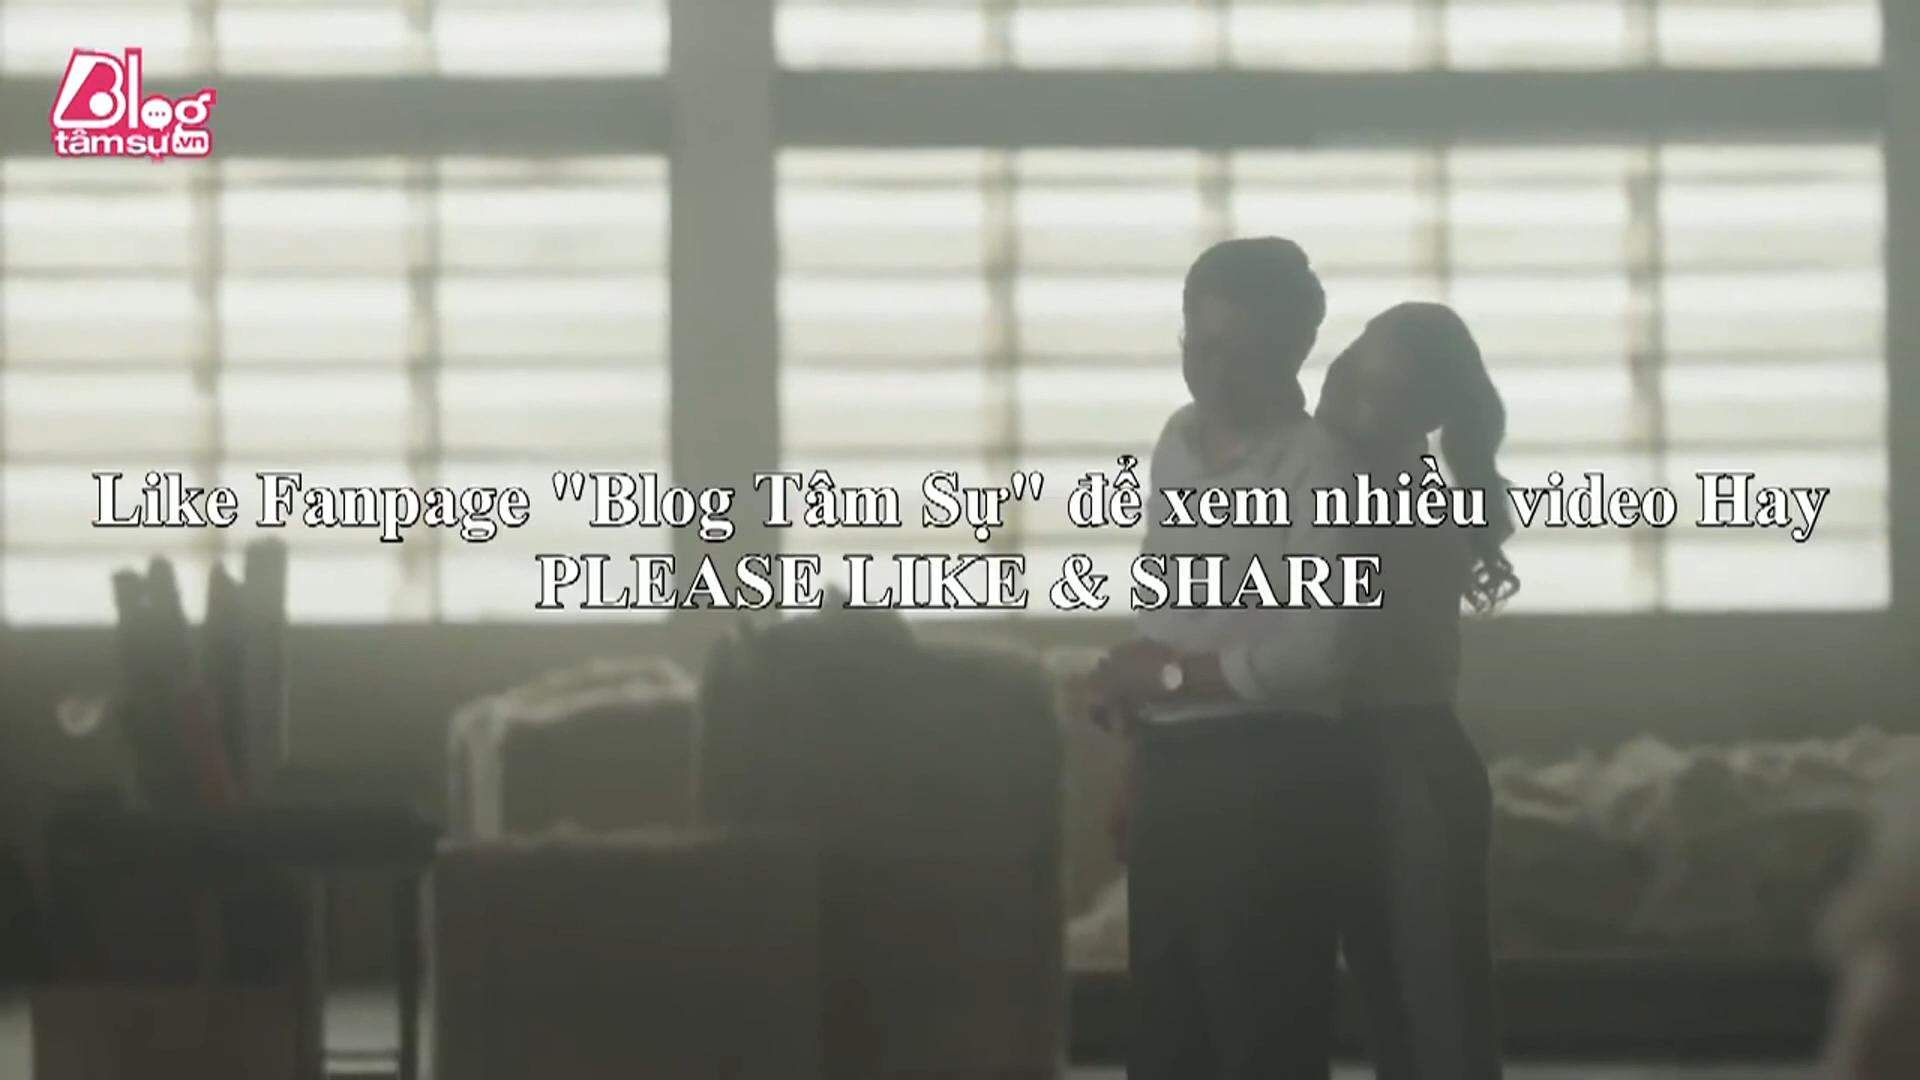 Blog
tâmsự.vn
Like Fanpage "Blog Tâm Sự" để xem nhiều video Hay
PLEASE LIKE & SHARE